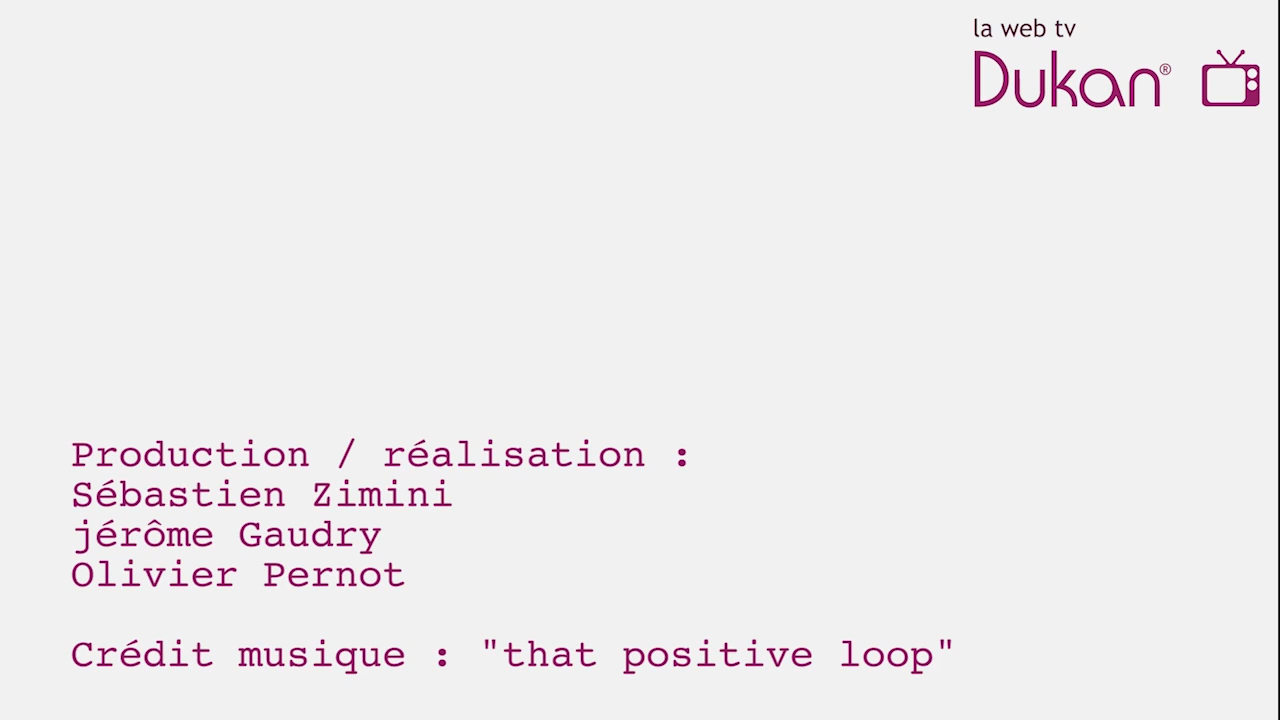 la web tv
Dukan®
Production / réalisation :
Sébastien Zimini
jérôme Gaudry
Olivier Pernot
Crédit musique : "that positive loop"